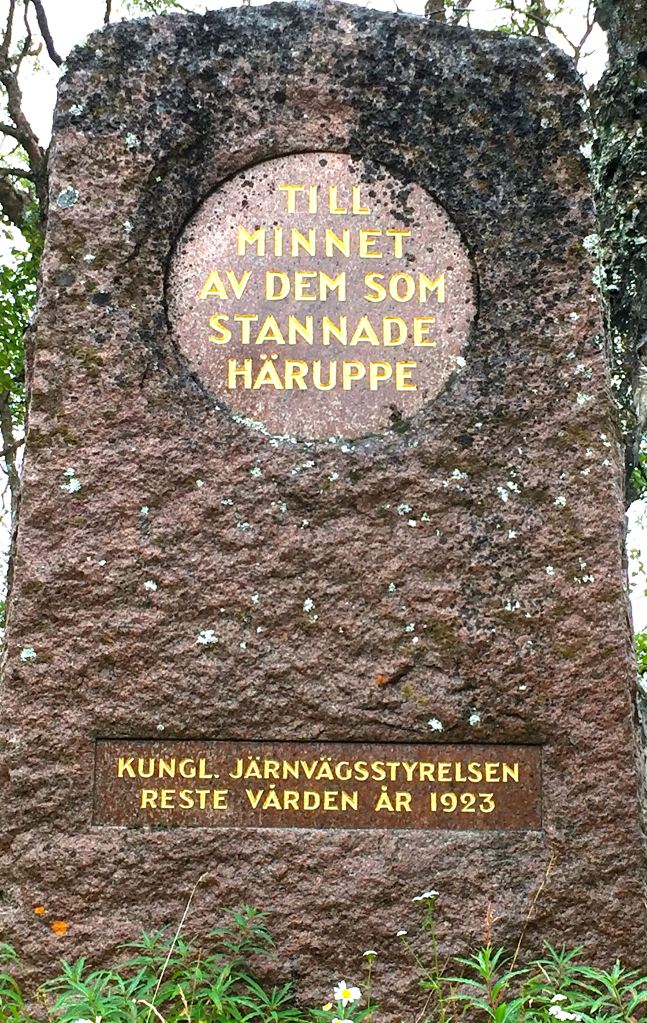 TILL
MINNET
AV DEM SOM
STANNADE
HÄRUPPE
KUNGL. JÄRNVÄGSSTYRELSEN
RESTE VÅRDEN ÅR 1923